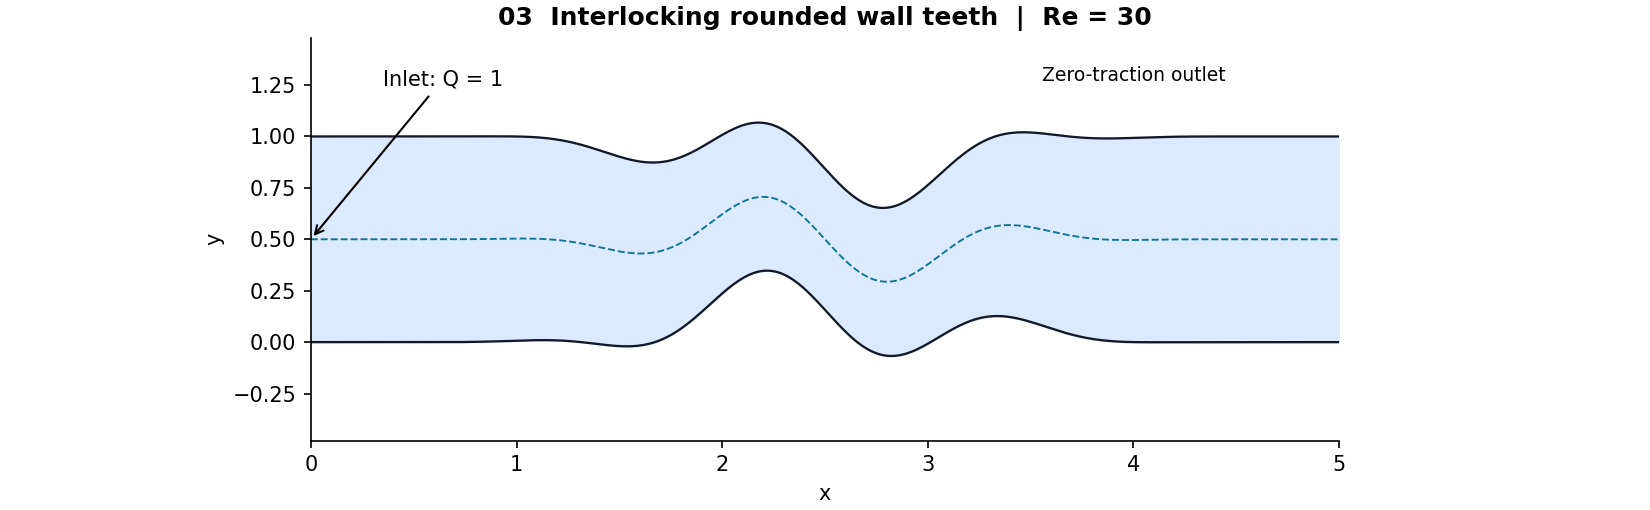 03  Interlocking rounded wall teeth  |  Re = 30
Inlet: Q = 1
Zero-traction outlet
1.25
1.00
0.75
0.50
0.25
0.00
−0.25
y
0 1 2 3 4 5
x